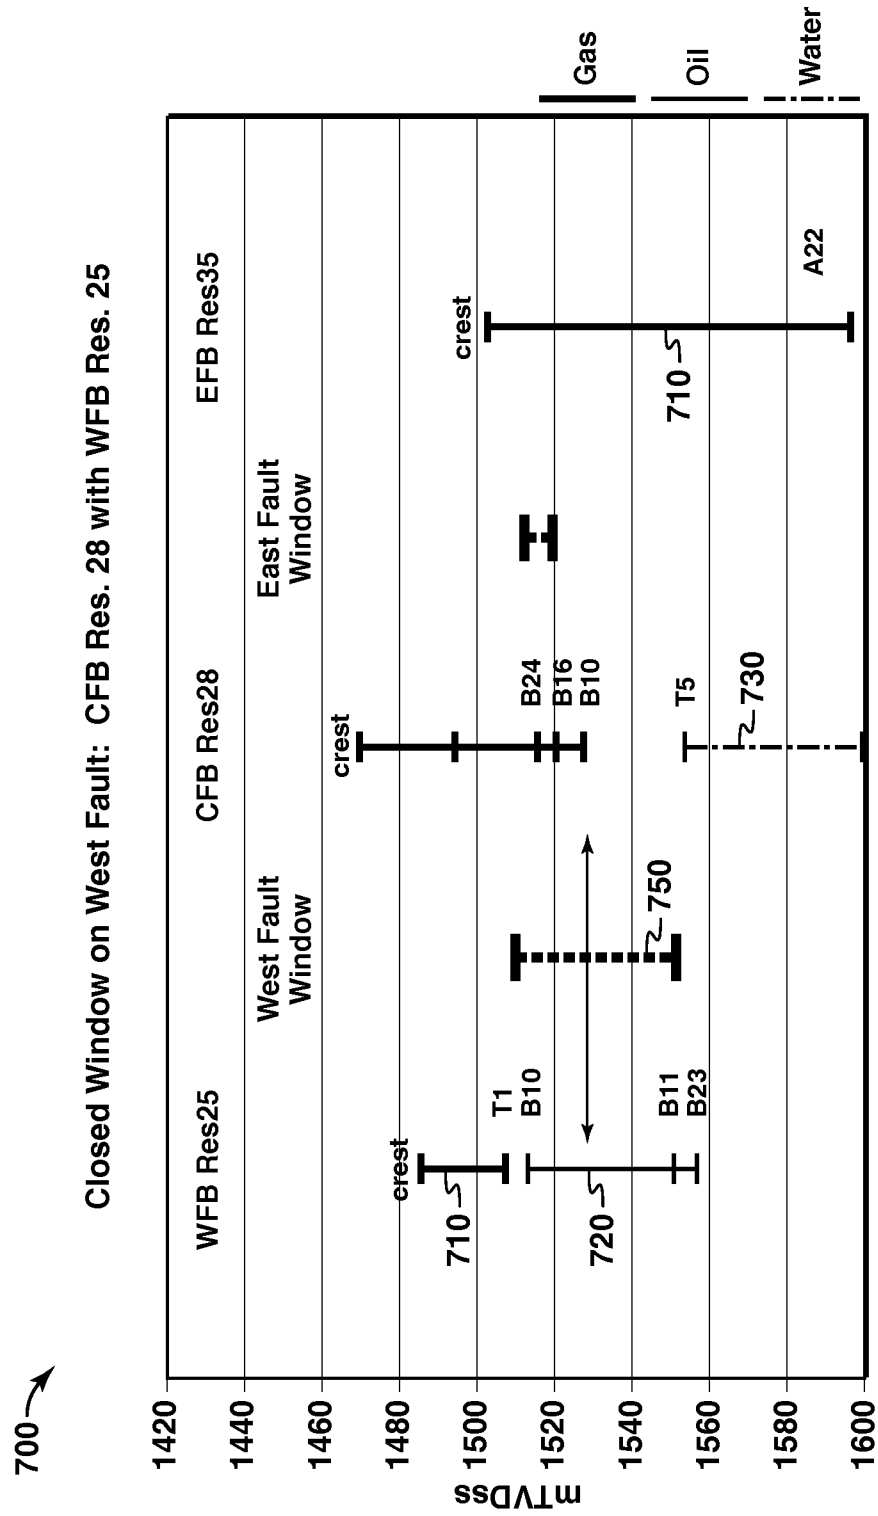 700
Closed Window on West Fault: CFB Res. 28 with WFB Res. 25
WFB Res25
West Fault
Window
CFB Res28
East Fault
Window
EFB Res35
1420
1440
1460
1480
1500
1520
1540
1560
1580
1600
mTVDss
crest
710
T1
B10
720
B11
B23
750
crest
B24
B16
B10
T5
730
crest
710
A22
Gas
Oil
Water